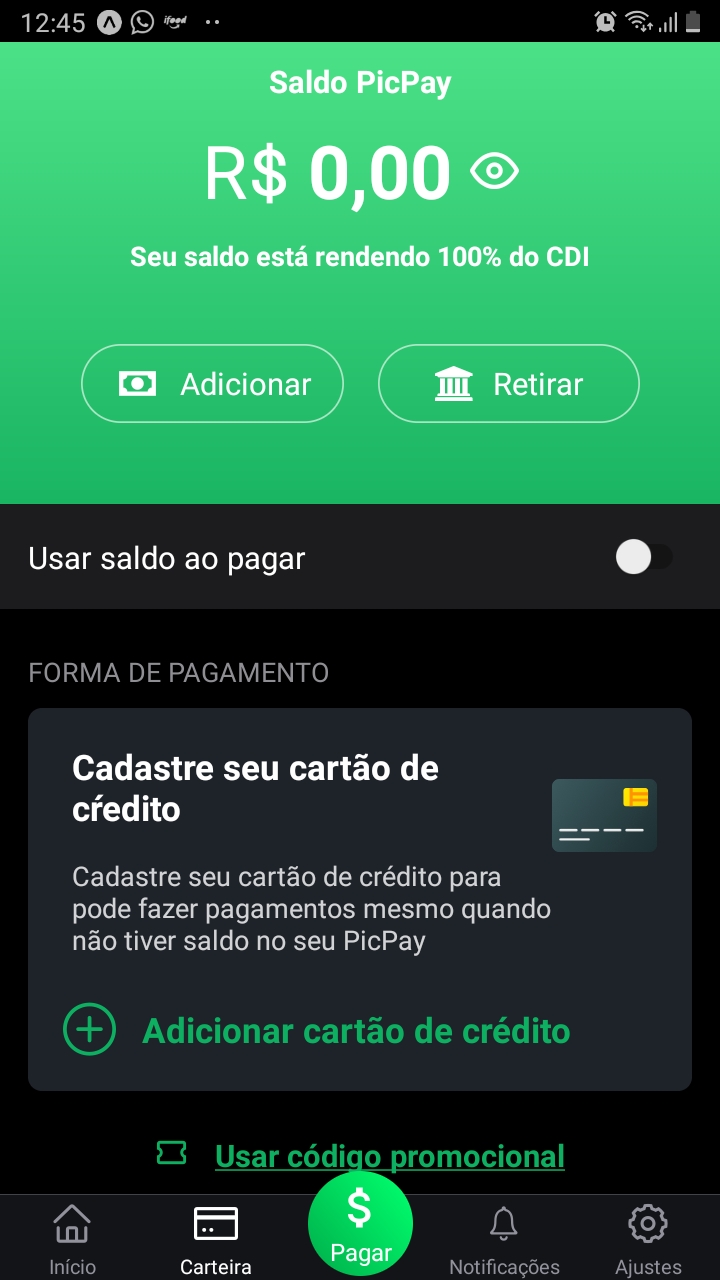 12:45 ifood
Saldo PicPay
R$ 0,00
Seu saldo está rendendo 100% do CDI
Adicionar Retirar
Usar saldo ao pagar
FORMA DE PAGAMENTO
Cadastre seu cartão de
cŕedito
Cadastre seu cartão de crédito para
pode fazer pagamentos mesmo quando
não tiver saldo no seu PicPay
Adicionar cartão de crédito
Usar código promocional
$
Início Carteira Pagar Notificações Ajustes